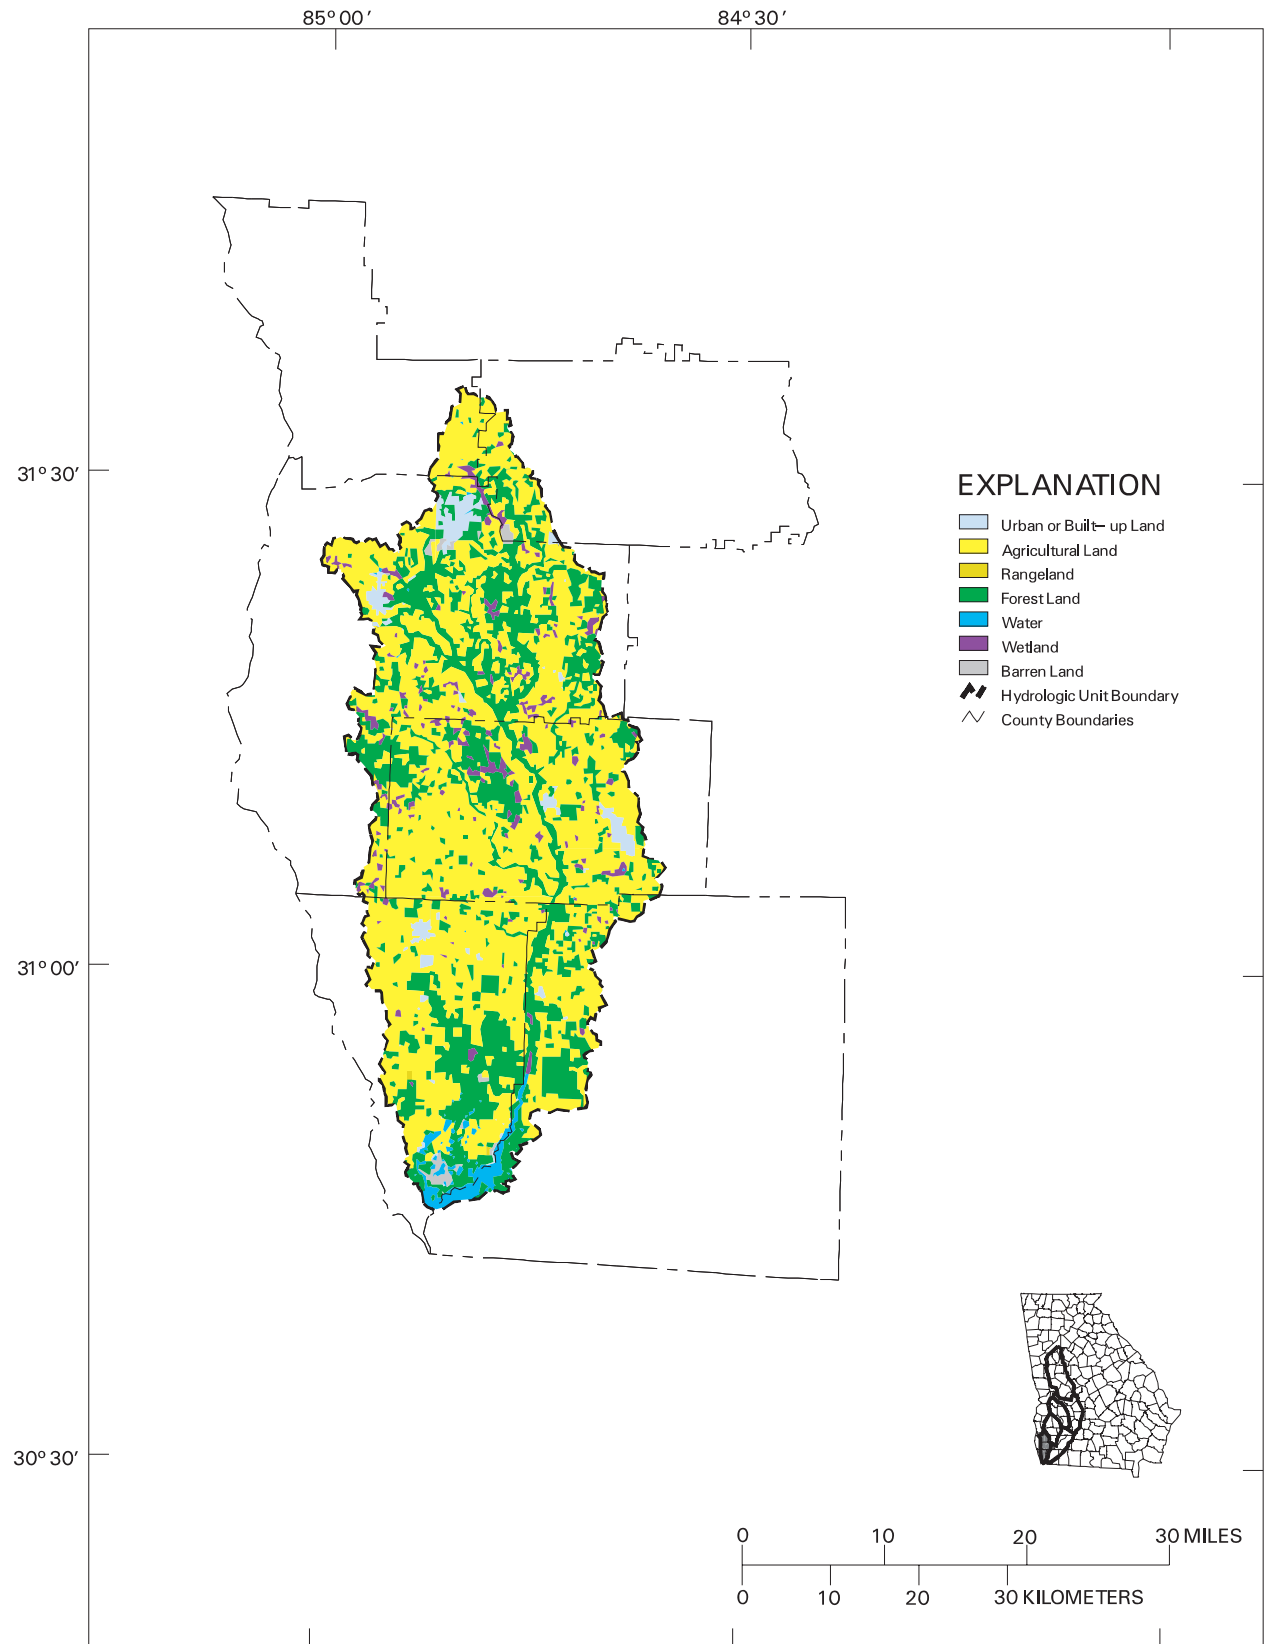 85° 00’
84° 30’
31° 30’
EXPLANATION
Urban or Built– up Land
Agricultural Land
Rangeland
Forest Land
Water
Wetland
Barren Land
Hydrologic Unit Boundary
County Boundaries
31° 00’
30° 30’
0 10 20 30 MILES
0 10 20 30 KILOMETERS